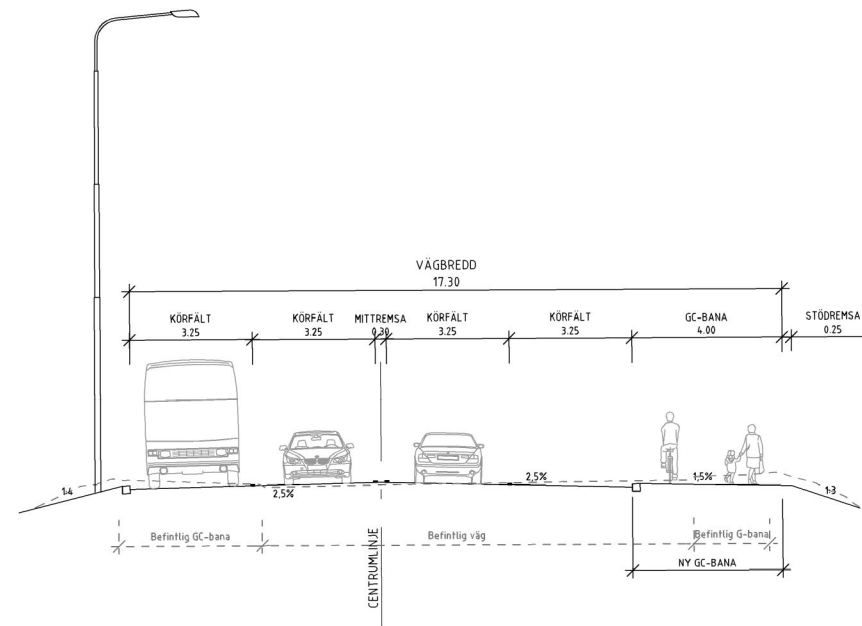 VÄGBREDD
17.30
KÖRFÄLT KÖRFÄLT MITTREMSA KÖRFÄLT KÖRFÄLT GC-BANA STÖDREMSA
3.25 3.25 0.30 3.25 3.25 4.00 0.25
2,5% 1,5%
1:4 2,5% 1:3
Befintlig GC-bana Befintlig väg Befintlig G-bana
NY GC-BANA
CENTRUMLINJE